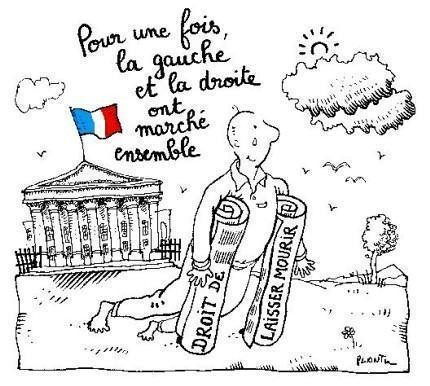 Pour une fois,
la gauche
et la droite
ont
marché
ensemble
DROIT DE
LAISSER MOURIR
PLANTU